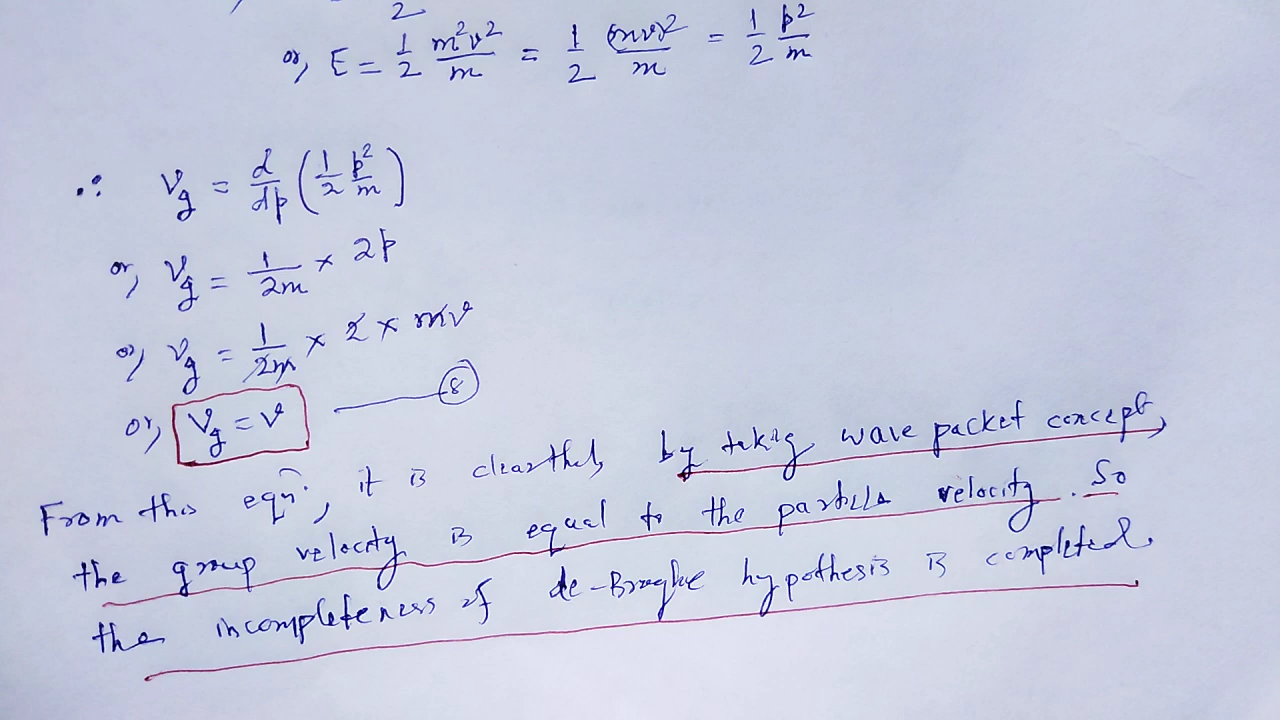 2
or, E = 1/2 m²v²/m = 1/2 (mv)²/m = 1/2 p²/m
∴ Vg = d/dp (1/2 p²/m)
or, Vg = 1/2m × 2p
or, Vg = 1/2m × 2 × mv
or, Vg = v ——— 8
From this eqn., it is clear that, by taking wave packet concept,
the group velocity is equal to the particle velocity. So
the incompleteness of de-Broglie hypothesis is completed.